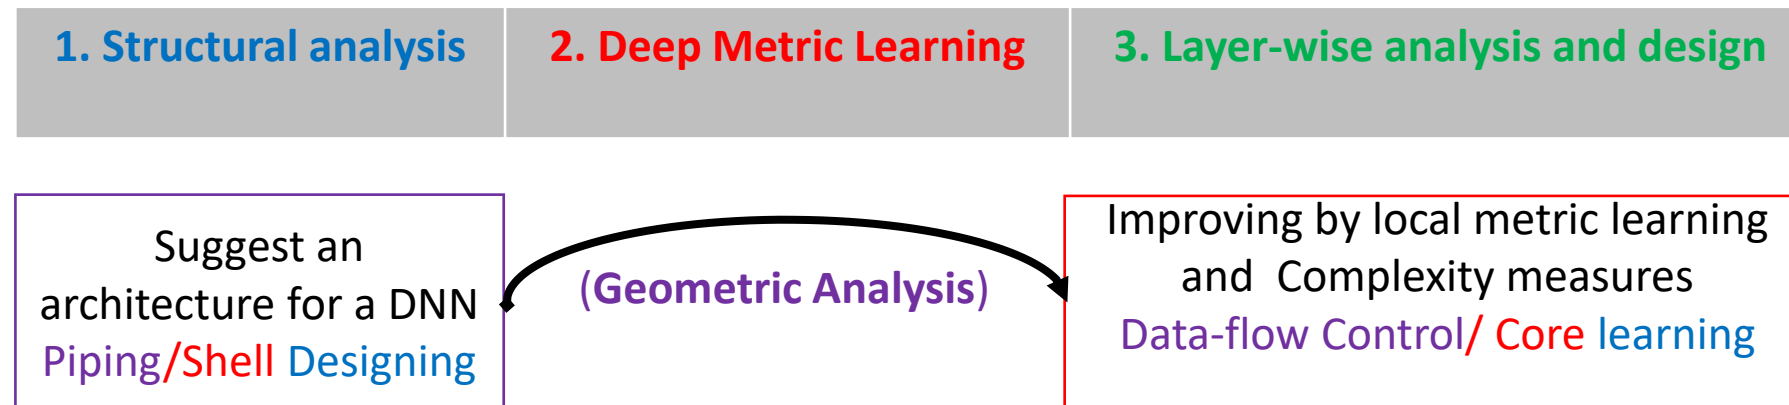 1. Structural analysis
2. Deep Metric Learning
3. Layer-wise analysis and design
Suggest an
architecture for a DNN
Piping/Shell Designing
(Geometric Analysis)
Improving by local metric learning
and Complexity measures
Data-flow Control/ Core learning